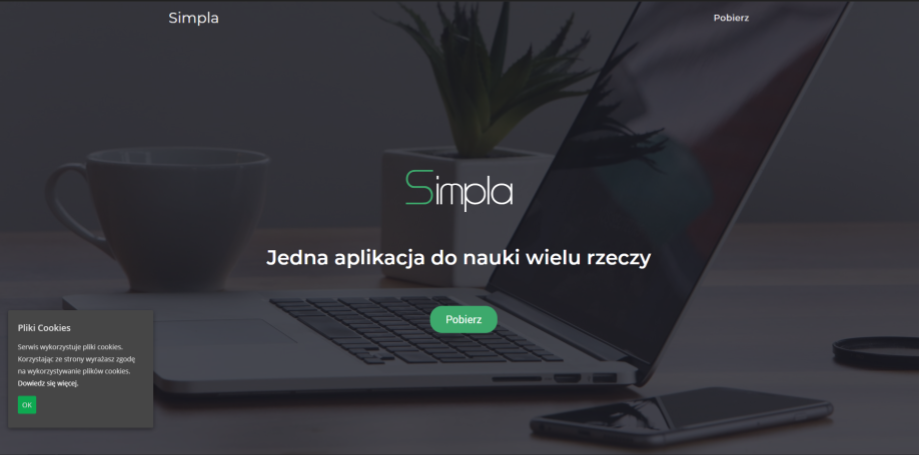 Simpla
Pobierz
Simpla
Jedna aplikacja do nauki wielu rzeczy
Pobierz
Pliki Cookies
Serwis wykorzystuje pliki cookies.
Korzystając ze strony wyrażasz zgodę
na wykorzystywanie plików cookies.
Dowiedz się więcej.
OK